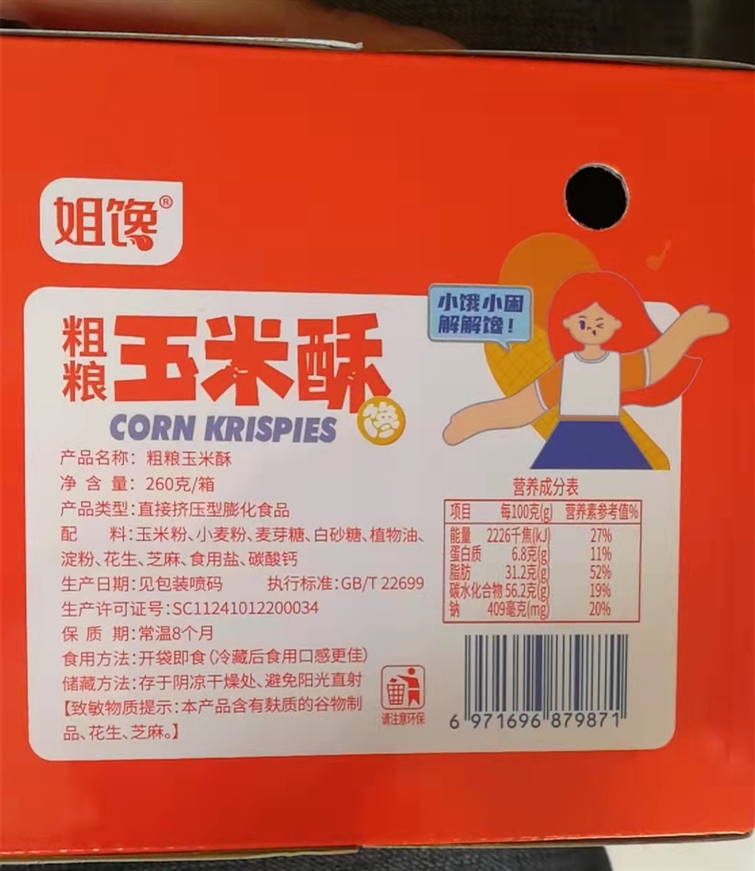 姐馋®
小饿小困
解解馋！
粗粮
玉米酥
馋
CORN KRISPIES
产品名称：粗粮玉米酥
净含量：260克/箱
产品类型：直接挤压型膨化食品
配料：玉米粉、小麦粉、麦芽糖、白砂糖、植物油、
淀粉、花生、芝麻、食用盐、碳酸钙
生产日期：见包装喷码 执行标准：GB/T 22699
生产许可证号：SC11241012200034
保质期：常温8个月
食用方法：开袋即食（冷藏后食用口感更佳）
储藏方法：存于阴凉干燥处、避免阳光直射
【致敏物质提示：本产品含有麸质的谷物制
品、花生、芝麻。】
请注意环保
营养成分表
项目 每100克(g) 营养素参考值%
能量 2226千焦(kJ) 27%
蛋白质 6.8克(g) 11%
脂肪 31.2克(g) 52%
碳水化合物 56.2克(g) 19%
钠 409毫克(mg) 20%
6 971696 879871